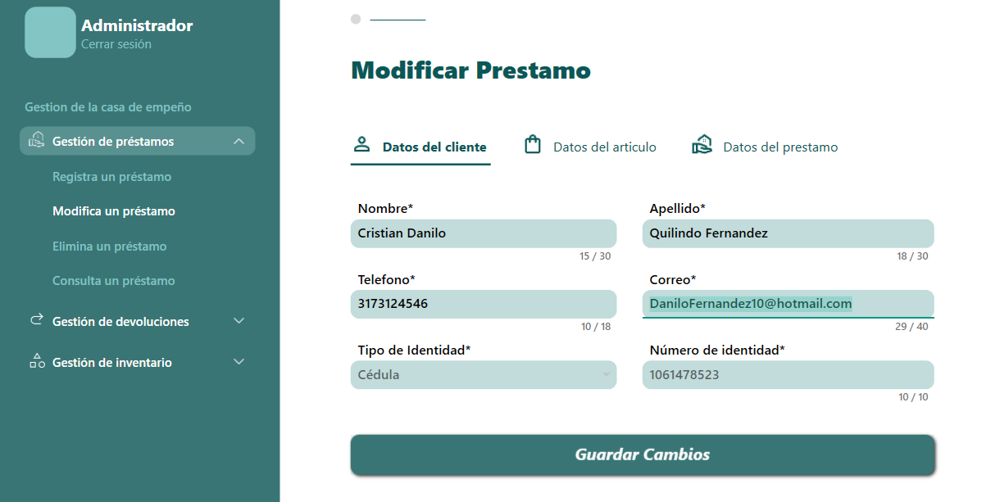 Administrador
Cerrar sesión
Gestion de la casa de empeño
Gestión de préstamos
Registra un préstamo
Modifica un préstamo
Elimina un préstamo
Consulta un préstamo
Gestión de devoluciones
Gestión de inventario
Modificar Prestamo
Datos del cliente Datos del articulo Datos del prestamo
Nombre* Apellido*
Cristian Danilo Quilindo Fernandez
15 / 30 18 / 30
Telefono* Correo*
3173124546 DaniloFernandez10@hotmail.com
10 / 18 29 / 40
Tipo de Identidad* Número de identidad*
Cédula 1061478523
10 / 10
Guardar Cambios